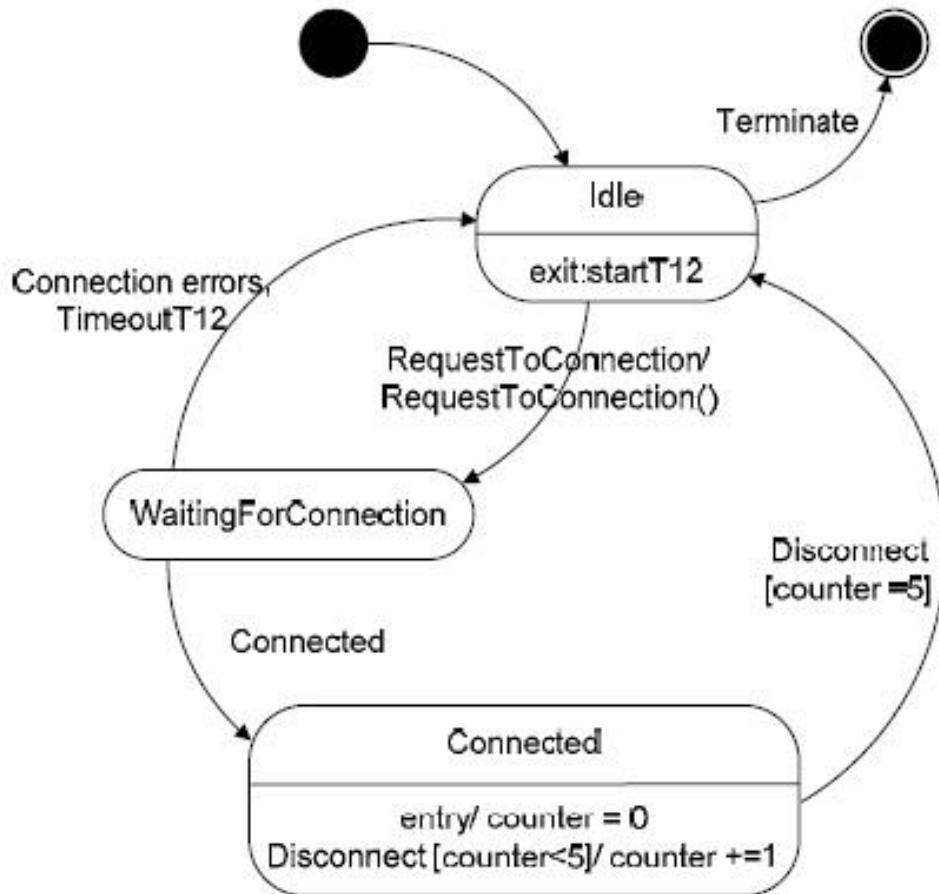 Terminate
Idle
exit:startT12
Connection errors,
TimeoutT12
RequestToConnection/
RequestToConnection()
WaitingForConnection
Disconnect
[counter =5]
Connected
Connected
entry/ counter = 0
Disconnect [counter<5]/ counter +=1